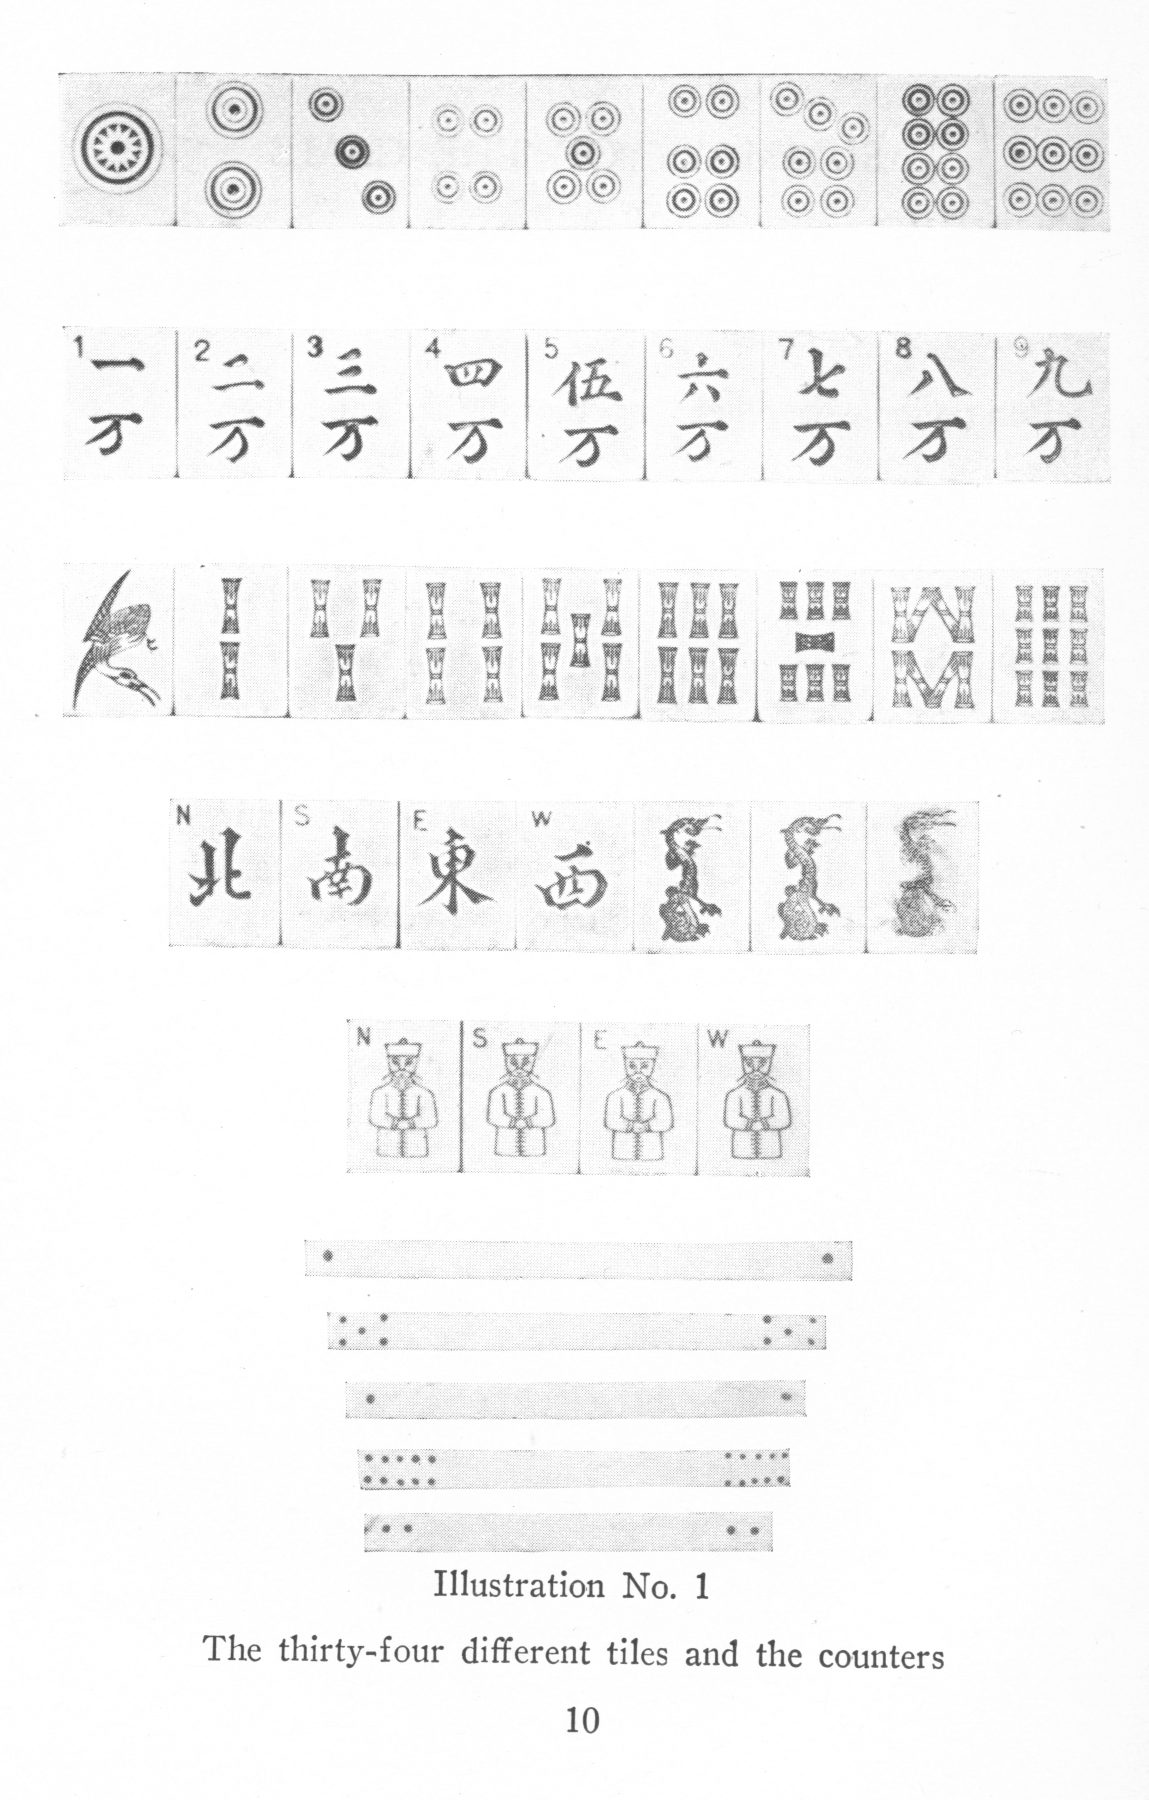 1 2 3 4 5 6 7 8 9
一 二 三 四 伍 六 七 八 九
万 万 万 万 万 万 万 万 万
N S E W
北 南 東 西
N S E W
Illustration No. 1
The thirty-four different tiles and the counters
10